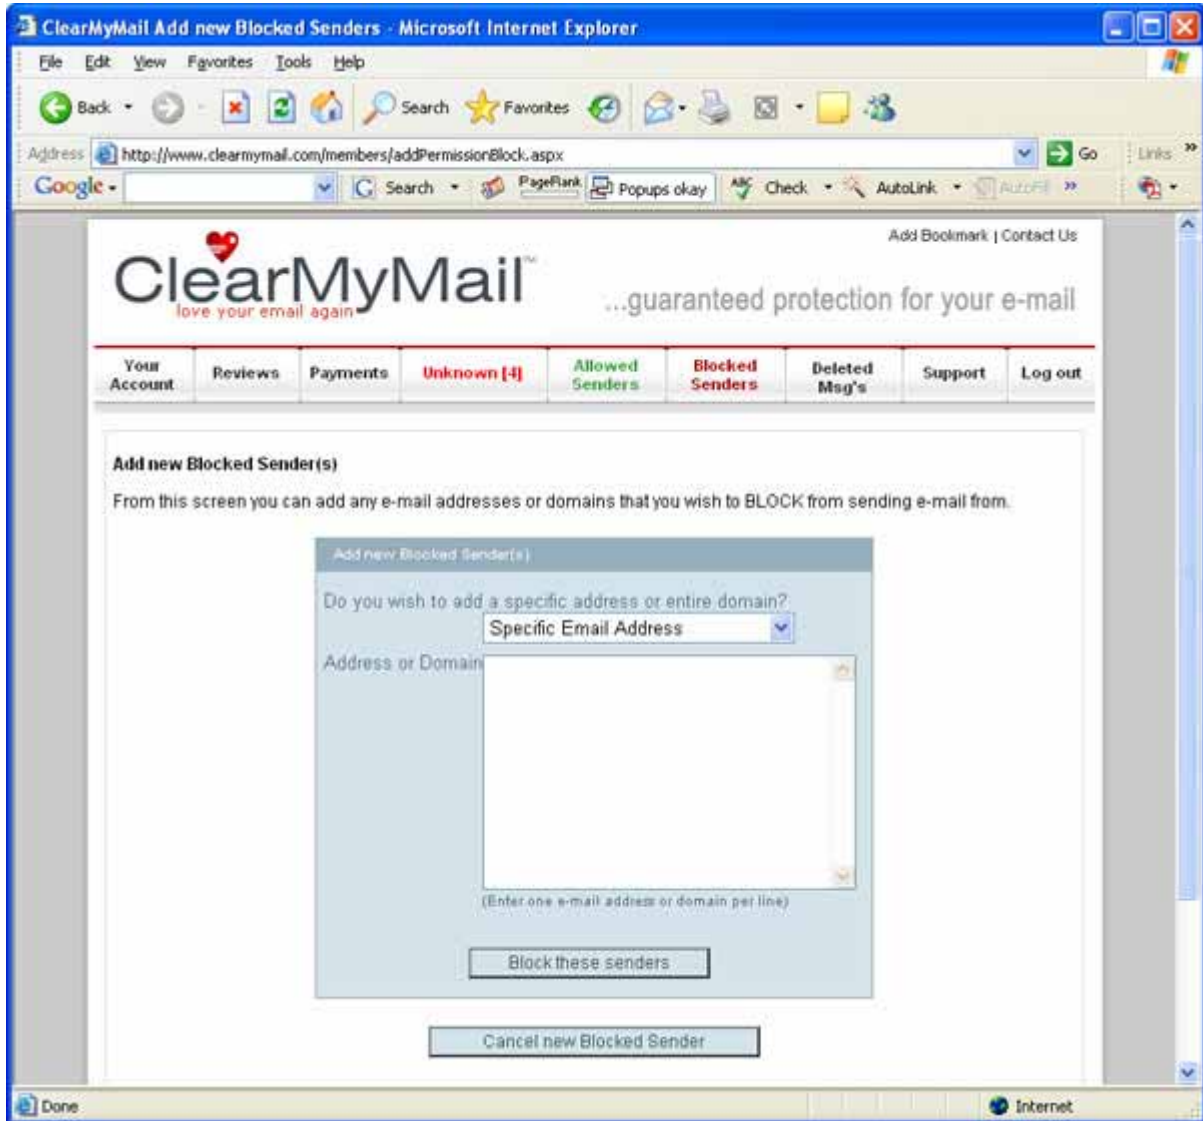 ClearMyMail Add new Blocked Senders - Microsoft Internet Explorer
File Edit View Favorites Tools Help
Back Search Favorites
Address http://www.clearmymail.com/members/addPermissionBlock.aspx Go Links »
Google Search PageRank Popups okay ABC Check AutoLink AutoFill »
Add Bookmark | Contact Us
ClearMyMail™
love your email again
...guaranteed protection for your e-mail
Your Account Reviews Payments Unknown [4] Allowed Senders Blocked Senders Deleted Msg's Support Log out
Add new Blocked Sender(s)
From this screen you can add any e-mail addresses or domains that you wish to BLOCK from sending e-mail from.
Add new Blocked Sender(s)
Do you wish to add a specific address or entire domain?
Specific Email Address
Address or Domain
(Enter one e-mail address or domain per line)
Block these senders
Cancel new Blocked Sender
Done Internet